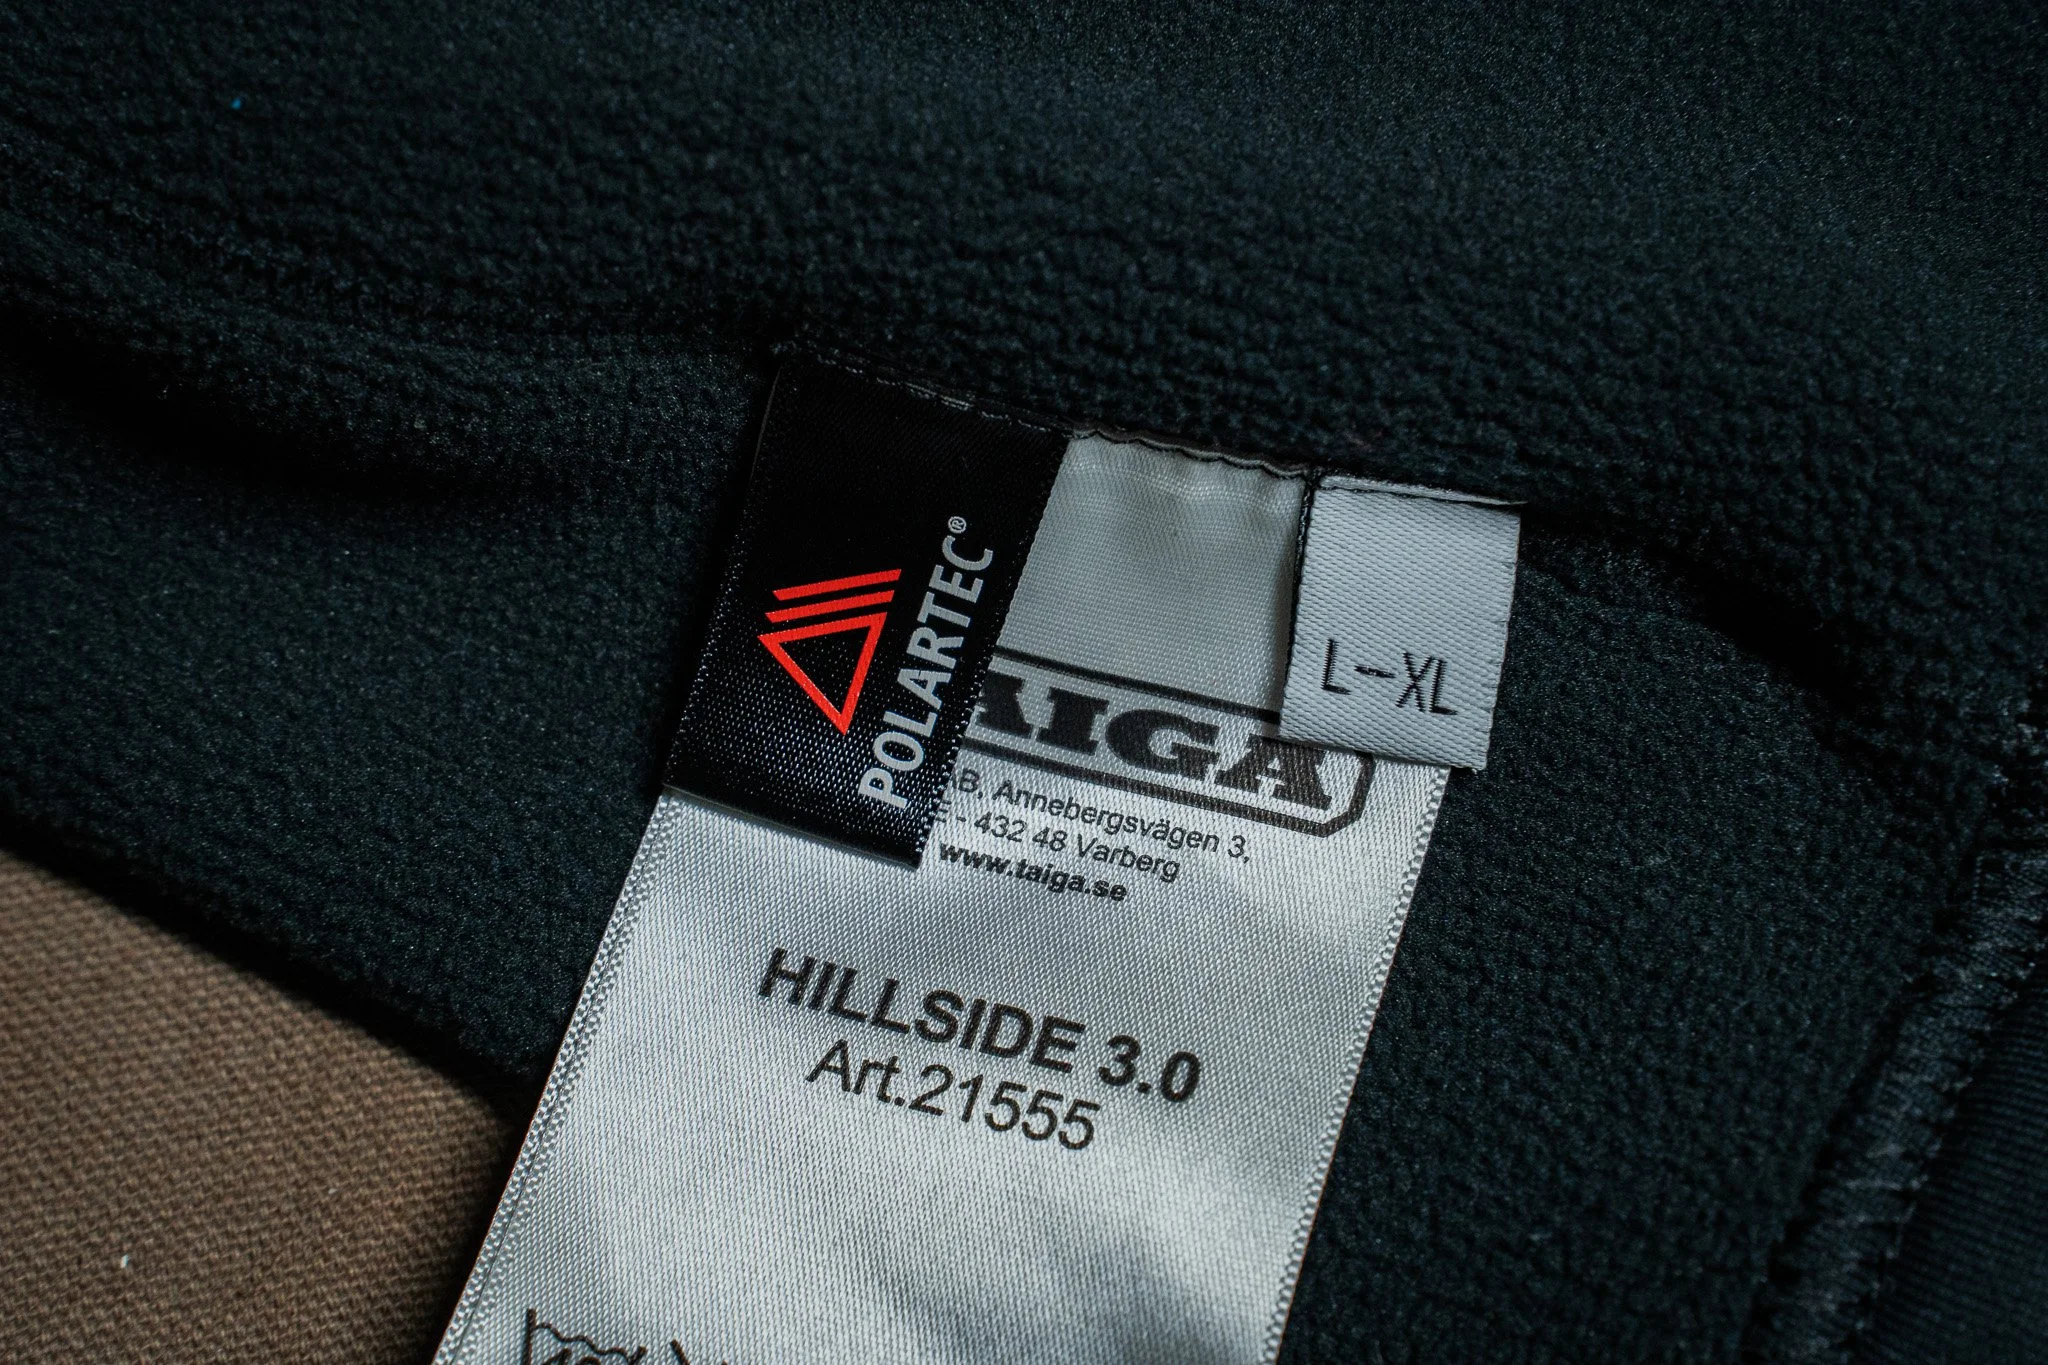 POLARTEC®
L-XL
AIGA
AB, Annebergsvägen 3,
- 432 48 Varberg
www.taiga.se
HILLSIDE 3.0
Art.21555